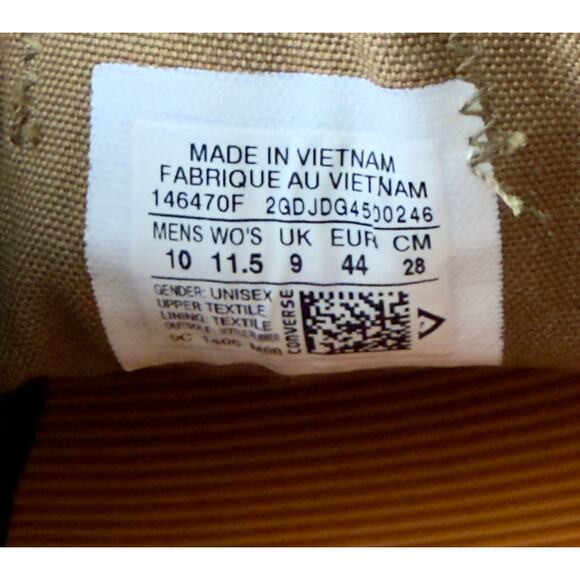 MADE IN VIETNAM
FABRIQUE AU VIETNAM
146470F 2GDJDG4500246
MENS WO'S UK EUR CM
10 11.5 9 44 28
GENDER: UNISEX
UPPER TEXTILE
LINING: TEXTILE
OUTSOLE
CONVERSE